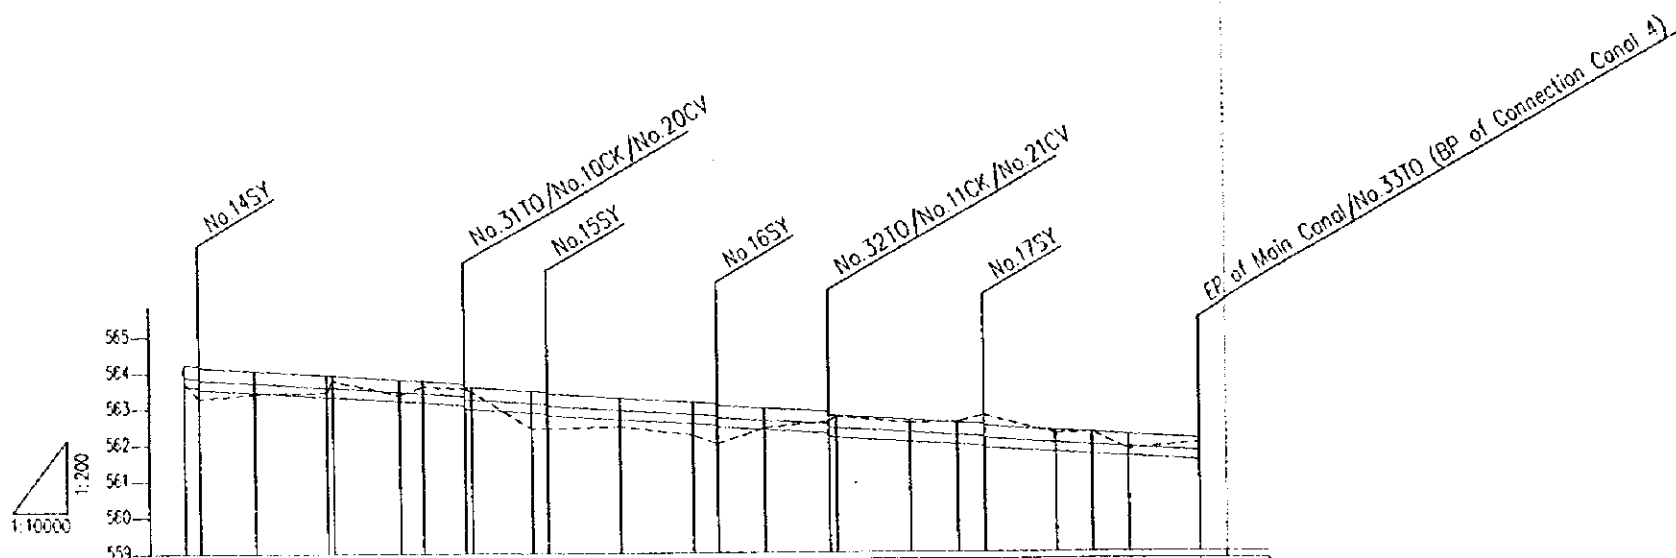 EP. of Main Canal/No.33TO (BP of Connection Canal 4)
No.14SY
No.31TO/No.10CK/No.20CV
No.15SY
No.16SY
No.32TO/No.11CK/No.21CV
No.17SY
565
564
563
562
561
560
559
1:200
1:10000